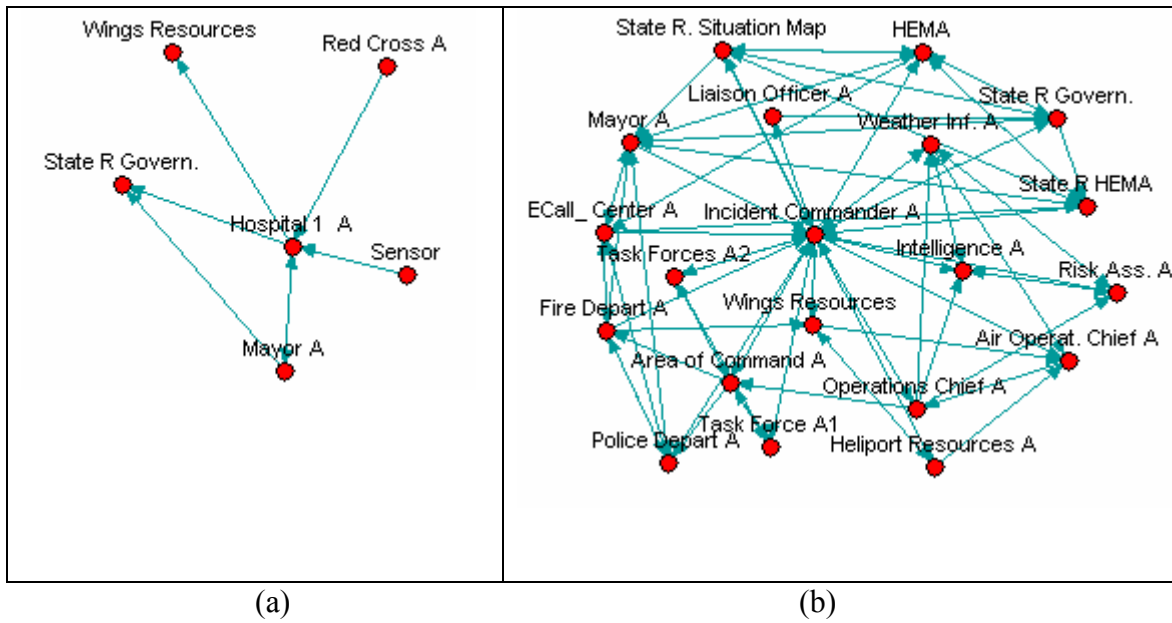 Wings Resources
Red Cross A
State R Govern.
Hospital 1 A
Sensor
Mayor A
State R. Situation Map
HEMA
Liaison Officer A
State R Govern.
Mayor A
Weather Inf. A
State R HEMA
ECall_ Center A
Incident Commander A
Task Forces A2
Intelligence A
Risk Ass. A
Fire Depart A
Wings Resources
Air Operat. Chief A
Area of Command A
Operations Chief A
Task Force A1
Police Depart A
Heliport Resources A
(a)
(b)